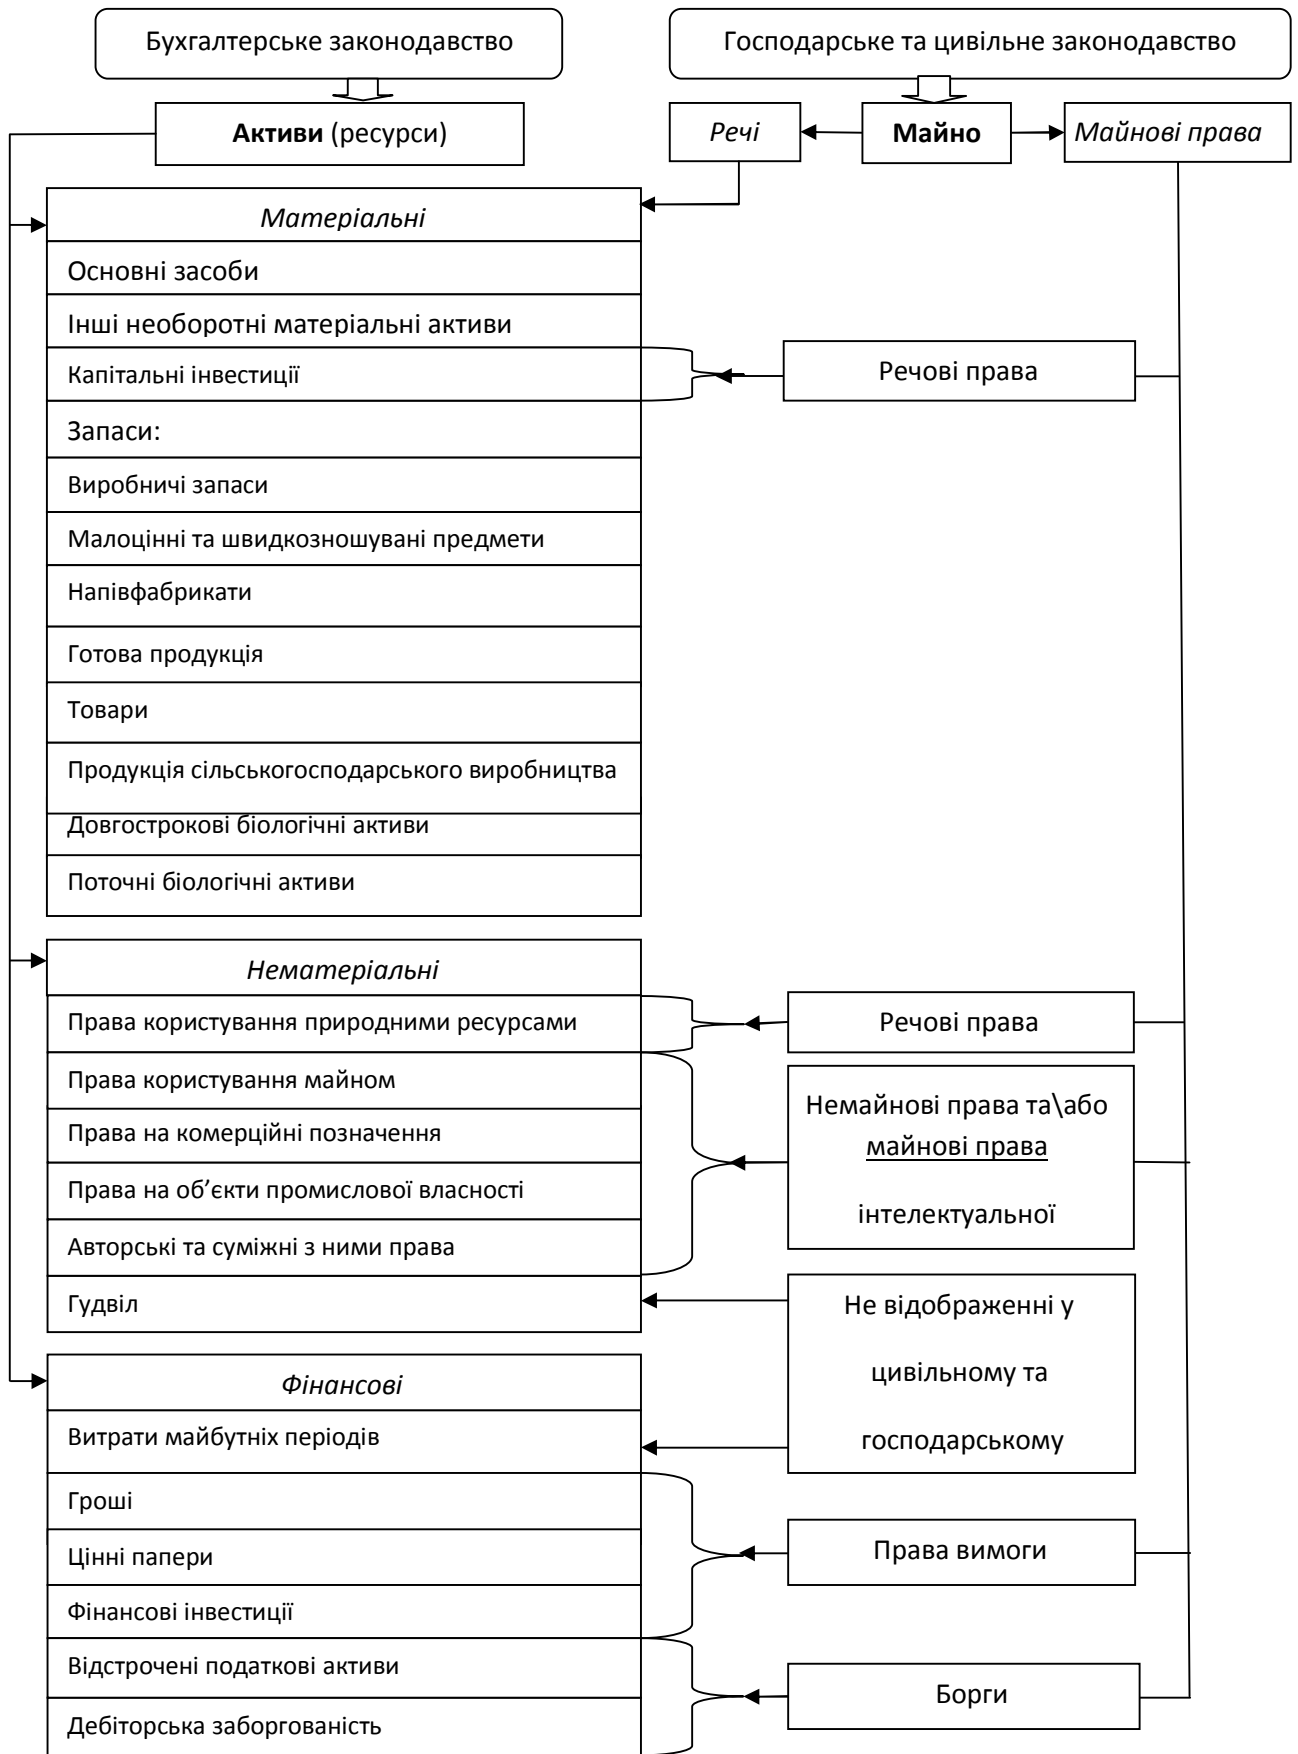 Бухгалтерське законодавство
Господарське та цивільне законодавство
Активи (ресурси)
Речі
Майно
Майнові права
Матеріальні
Основні засоби
Інші необоротні матеріальні активи
Капітальні інвестиції
Речові права
Запаси:
Виробничі запаси
Малоцінні та швидкозношувані предмети
Напівфабрикати
Готова продукція
Товари
Продукція сільськогосподарського виробництва
Довгострокові біологічні активи
Поточні біологічні активи
Нематеріальні
Права користування природними ресурсами
Речові права
Права користування майном
Права на комерційні позначення
Права на об’єкти промислової власності
Авторські та суміжні з ними права
Немайнові права та\або
майнові права
інтелектуальної
Гудвіл
Не відображенні у
цивільному та
господарському
Фінансові
Витрати майбутніх періодів
Гроші
Цінні папери
Фінансові інвестиції
Права вимоги
Відстрочені податкові активи
Дебіторська заборгованість
Борги